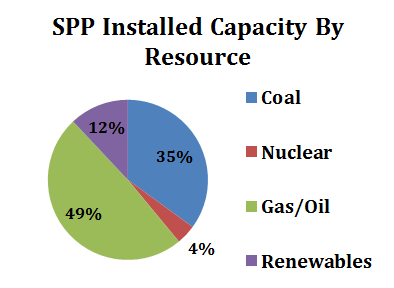 SPP Installed Capacity By
Resource
12%
35%
49%
4%
Coal
Nuclear
Gas/Oil
Renewables